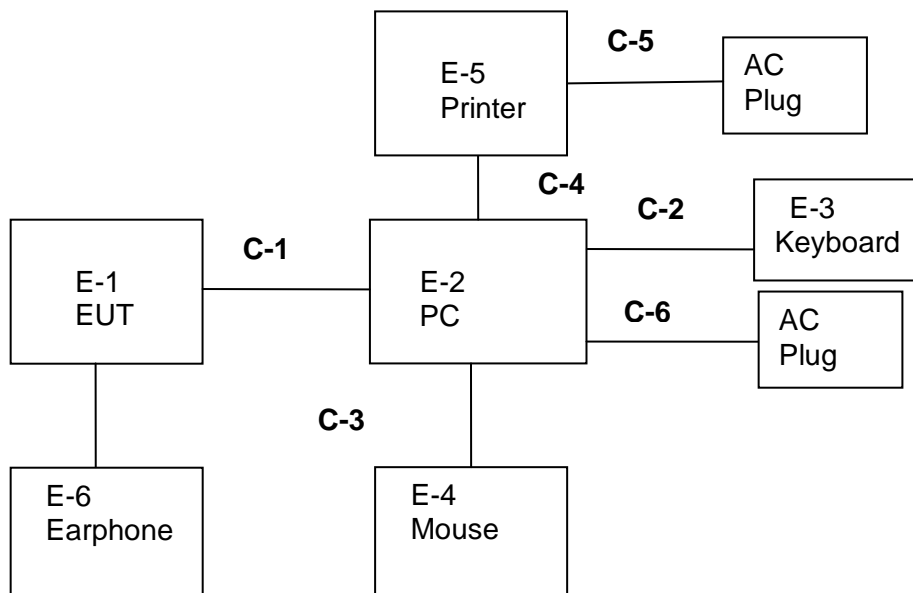 C-5
E-5
Printer
AC
Plug
C-4
C-2
E-3
Keyboard
C-1
E-1
EUT
E-2
PC
C-6
AC
Plug
C-3
E-6
Earphone
E-4
Mouse